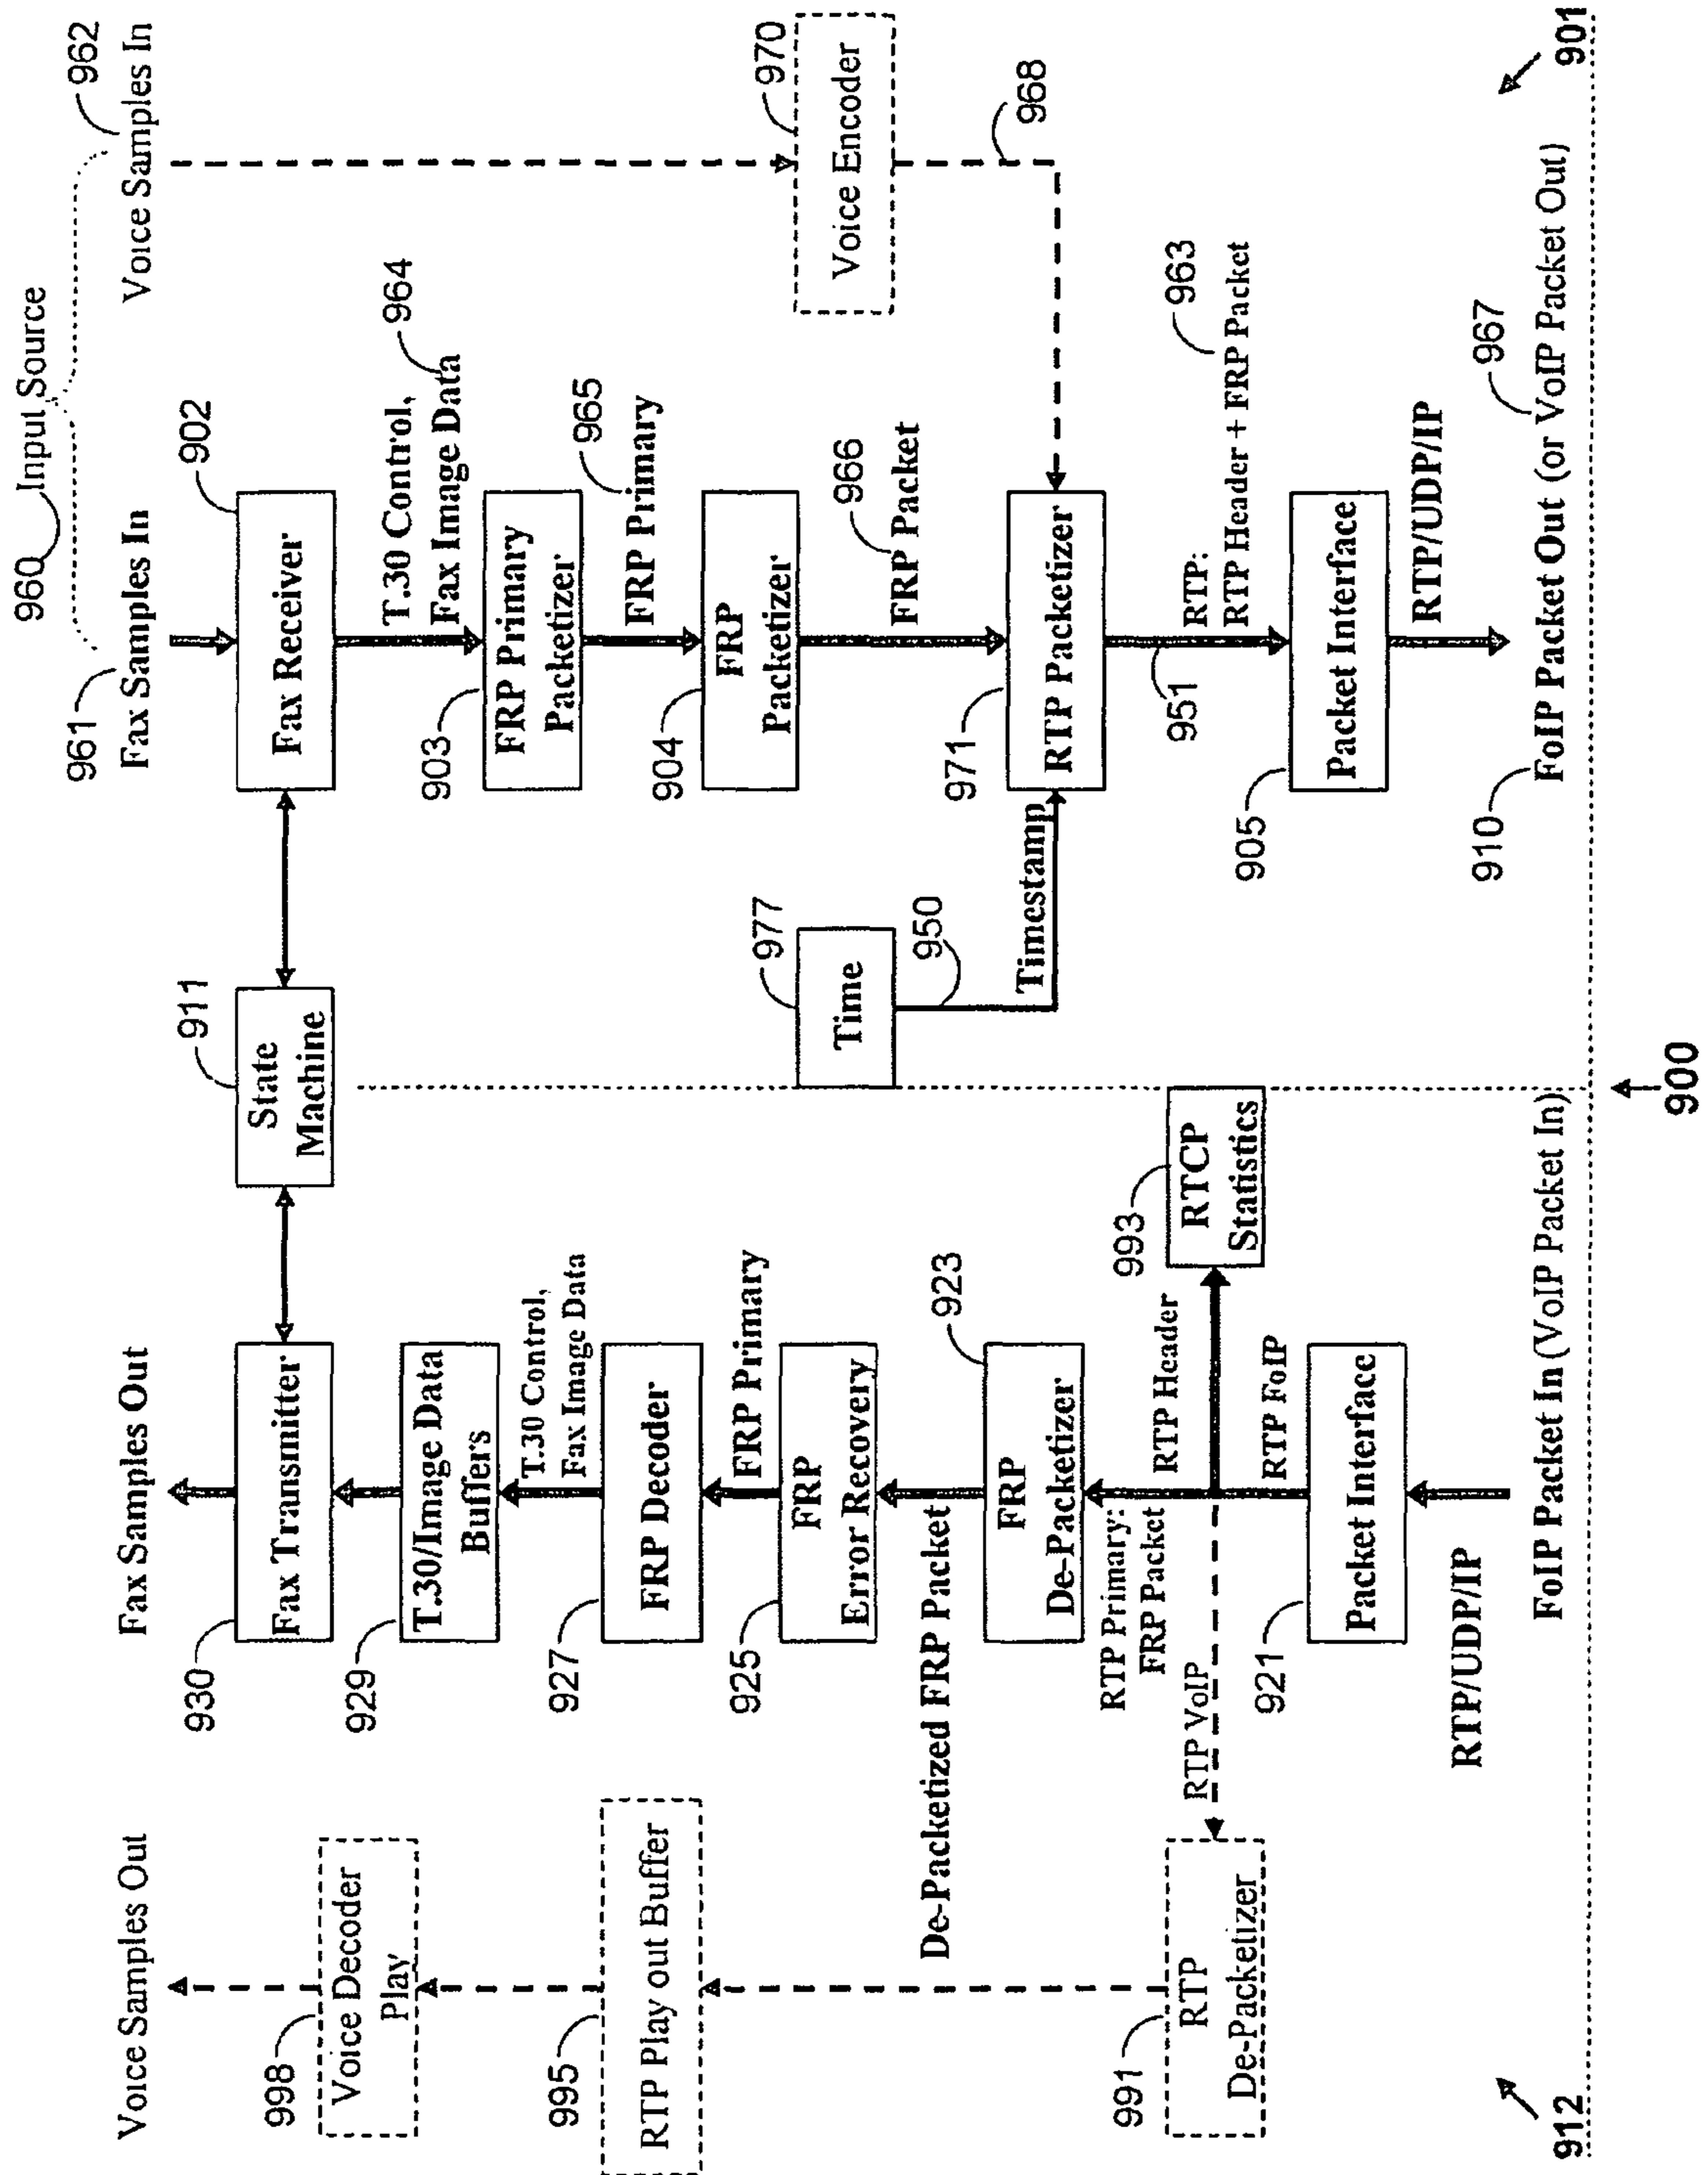 960
Input Source
961
Fax Samples In
962
Voice Samples In
902
Fax Receiver
T.30 Control,
Fax Image Data
964
903
FRP Primary
Packetizer
965
FRP Primary
904
FRP
Packetizer
966
FRP Packet
970
Voice Encoder
968
971
RTP Packetizer
977
Time
950
Timestamp
951
RTP:
RTP Header + FRP Packet
963
905
Packet Interface
RTP/UDP/IP
910
FoIP Packet Out (or VoIP Packet Out)
967
901
911
State
Machine
Voice Samples Out
Fax Samples Out
998
Voice Decoder
Play
930
Fax Transmitter
929
T.30/Image Data
Buffers
T.30 Control,
Fax Image Data
995
RTP Play out Buffer
927
FRP Decoder
FRP Primary
925
FRP
Error Recovery
De-Packetized FRP Packet
923
FRP
De-Packetizer
RTP Primary:
FRP Packet
RTP Header
993
RTCP
Statistics
991
RTP
De-Packetizer
RTP VoIP
RTP FoIP
921
Packet Interface
RTP/UDP/IP
FoIP Packet In (VoIP Packet In)
912
900